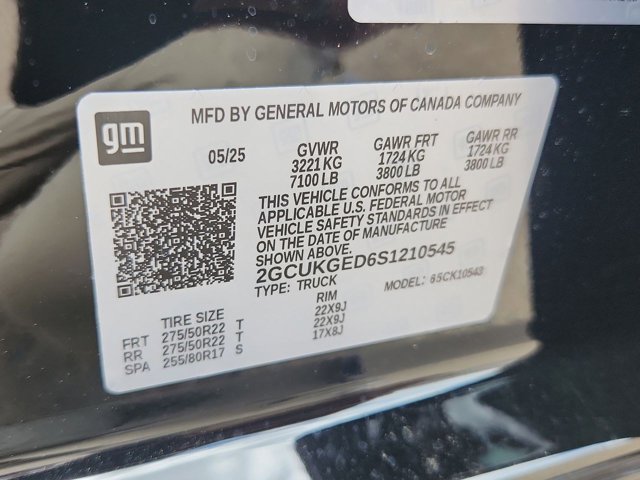 gm
MFD BY GENERAL MOTORS OF CANADA COMPANY
05/25 GVWR GAWR FRT GAWR RR
3221 KG 1724 KG 1724 KG
7100 LB 3800 LB 3800 LB
THIS VEHICLE CONFORMS TO ALL
APPLICABLE U.S. FEDERAL MOTOR
VEHICLE SAFETY STANDARDS IN EFFECT
ON THE DATE OF MANUFACTURE
SHOWN ABOVE.
2GCUKGED6S1210545
TYPE: TRUCK MODEL: 65CK10543
TIRE SIZE RIM
FRT 275/50R22 T 22X9J
RR 275/50R22 T 22X9J
SPA 255/80R17 S 17X8J